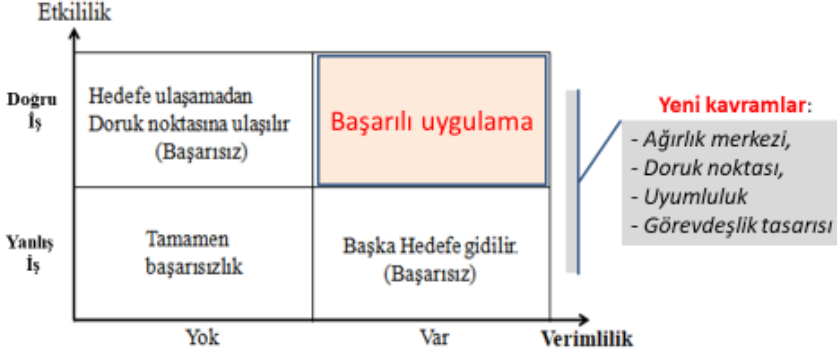 Etkililik
Doğru
İş
Hedefe ulaşamadan
Doruk noktasına ulaşılır
(Başarısız)
Başarılı uygulama
Yanlış
İş
Tamamen
başarısızlık
Başka Hedefe gidilir.
(Başarısız)
Yok
Var
Verimlilik
Yeni kavramlar:
- Ağırlık merkezi,
- Doruk noktası,
- Uyumluluk
- Görevdeşlik tasarısı